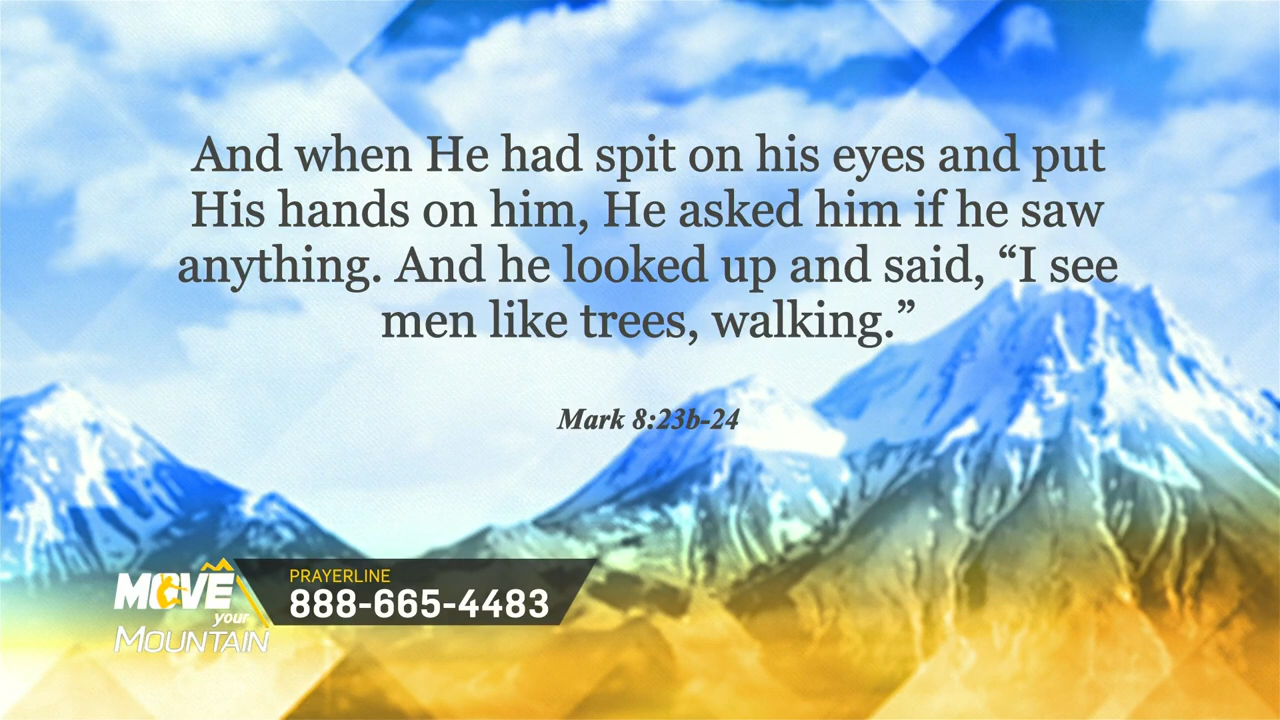 And when He had spit on his eyes and put
His hands on him, He asked him if he saw
anything. And he looked up and said, “I see
men like trees, walking.”
Mark 8:23b-24
MOVE
your
MOUNTAIN
PRAYERLINE
888-665-4483